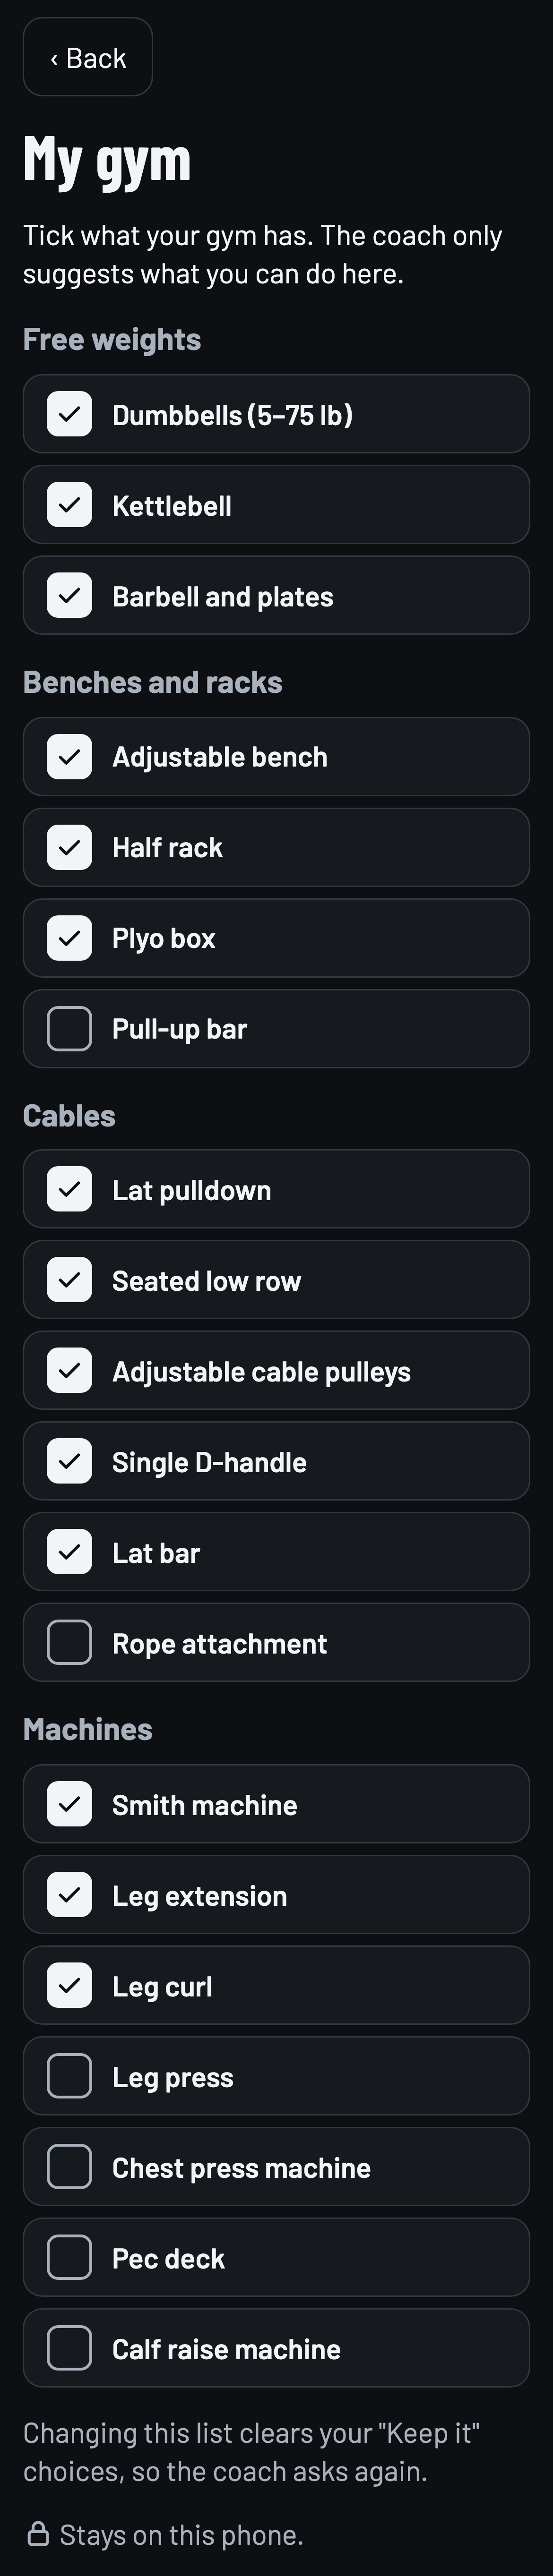 ‹ Back
My gym
Tick what your gym has. The coach only
suggests what you can do here.
Free weights
Dumbbells (5–75 lb)
Kettlebell
Barbell and plates
Benches and racks
Adjustable bench
Half rack
Plyo box
Pull-up bar
Cables
Lat pulldown
Seated low row
Adjustable cable pulleys
Single D-handle
Lat bar
Rope attachment
Machines
Smith machine
Leg extension
Leg curl
Leg press
Chest press machine
Pec deck
Calf raise machine
Changing this list clears your "Keep it"
choices, so the coach asks again.
Stays on this phone.